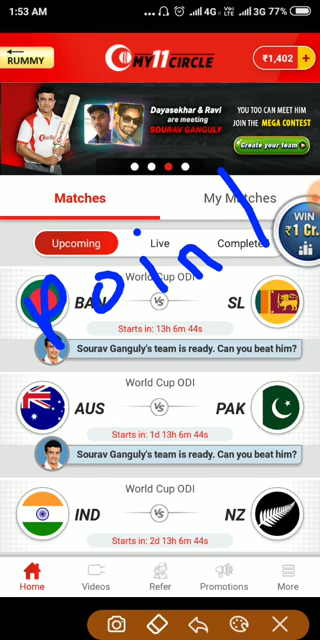 1:53 AM ... 4G Vo LTE 3G 77%
RUMMY
MY11CIRCLE
₹1,402 +
Dayasekhar & Ravi
are meeting
SOURAV GANGULY
YOU TOO CAN MEET HIM
JOIN THE MEGA CONTEST
Create your team
Matches
My Matches
WIN
₹1 Cr.
Upcoming
Live
Complete
Point
World Cup ODI
BAN
VS
SL
Starts in: 13h 6m 44s
Sourav Ganguly's team is ready. Can you beat him?
World Cup ODI
AUS
VS
PAK
Starts in: 1d 13h 6m 44s
Sourav Ganguly's team is ready. Can you beat him?
World Cup ODI
IND
VS
NZ
Starts in: 2d 13h 6m 44s
Home
Videos
Refer
Promotions
More